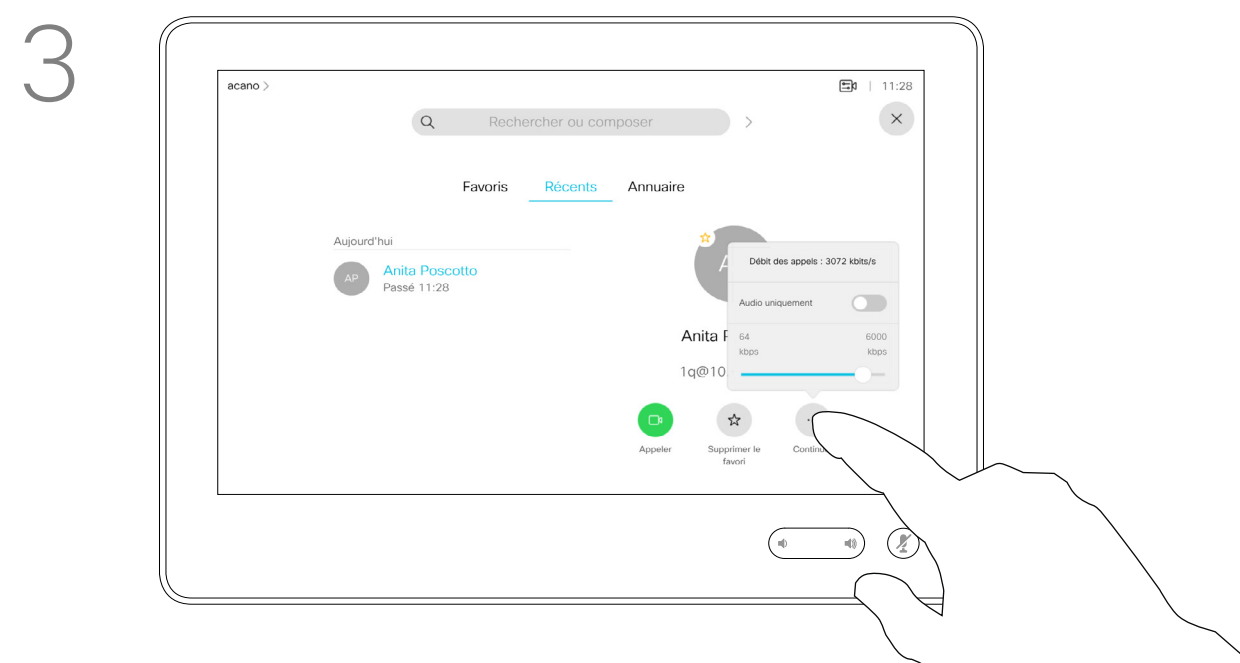 3
acano >
11:28
Rechercher ou composer
Favoris Récents Annuaire
Aujourd'hui
AP
Anita Poscotto
Passé 11:28
Débit des appels : 3072 kbits/s
Audio uniquement
64 6000
kbps kbps
Anita
1q@10
Appeler
Supprimer le
favori